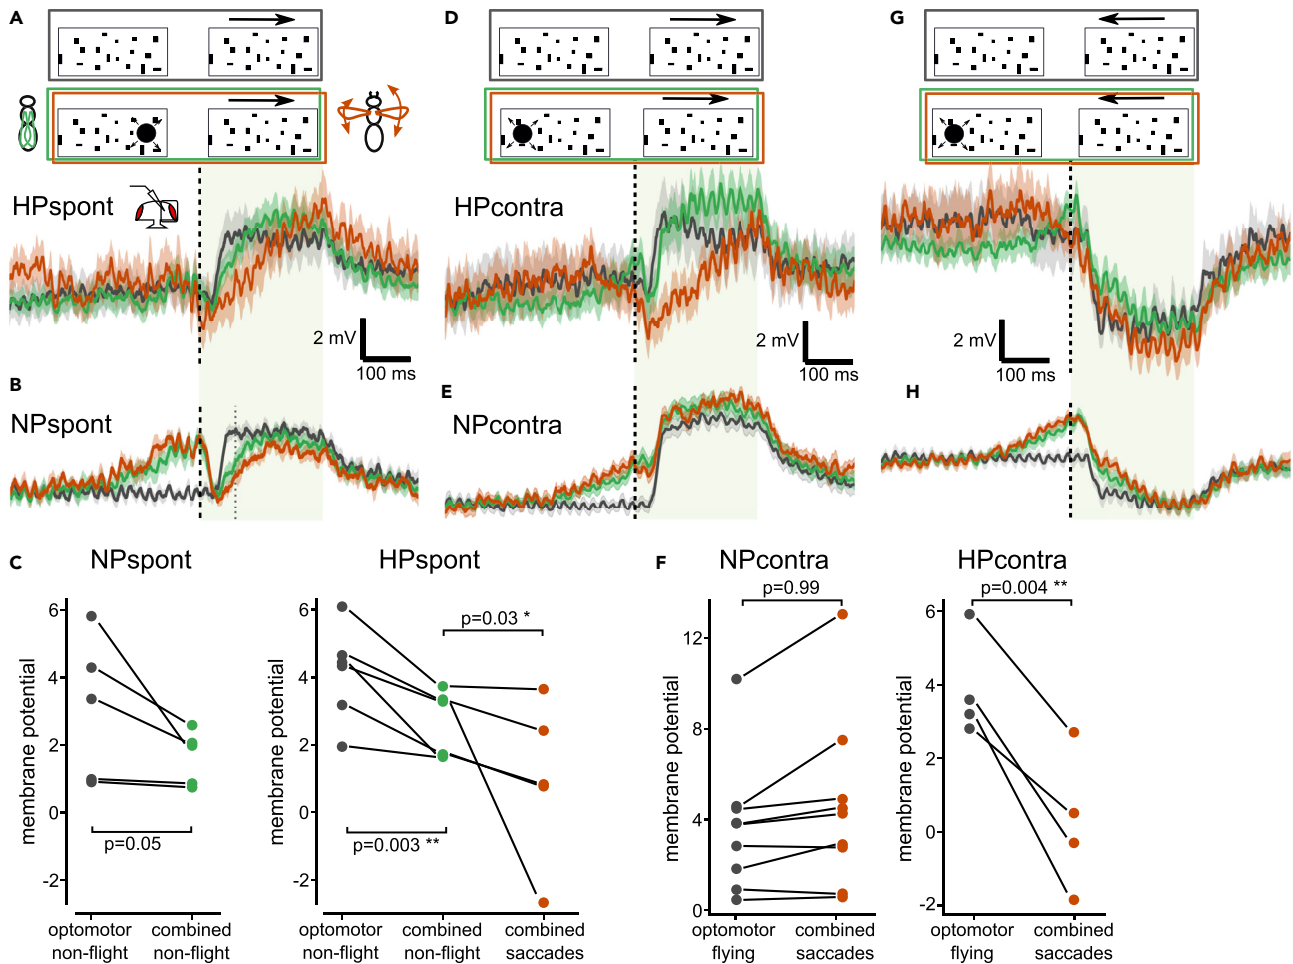 A
D
G
HPspont
HPcontra
2 mV
100 ms
2 mV
100 ms
2 mV
100 ms
B
E
H
NPspont
NPcontra
C
NPspont
HPspont
F
NPcontra
HPcontra
membrane potential
6
4
2
0
-2
p=0.05
optomotor
non-flight
combined
non-flight
membrane potential
6
4
2
0
-2
p=0.03 *
p=0.003 **
optomotor
non-flight
combined
non-flight
combined
saccades
membrane potential
12
8
4
0
p=0.99
optomotor
flying
combined
saccades
membrane potential
6
4
2
0
-2
p=0.004 **
optomotor
flying
combined
saccades